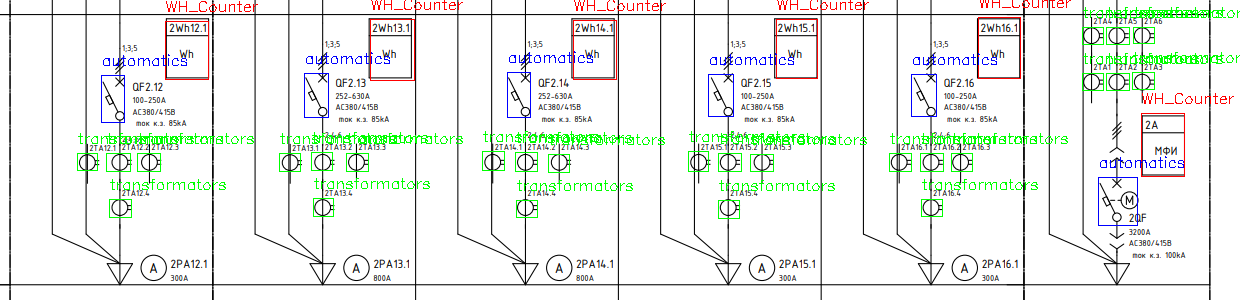 WH_Counter
2Wh12.1
Wh
1;3;5
automatics
QF2.12
100-250A
AC380/415В
ток к.з. 85kA
transformators
2TA12.1
2TA12.2
2TA12.3
transformators
2TA12.4
A
2PA12.1
300A
WH_Counter
2Wh13.1
Wh
1;3;5
automatics
QF2.13
252-630A
AC380/415В
ток к.з. 85kA
transformators
2TA13.1
2TA13.2
2TA13.3
transformators
2TA13.4
A
2PA13.1
800A
WH_Counter
2Wh14.1
Wh
1;3;5
automatics
QF2.14
252-630A
AC380/415В
ток к.з. 85kA
transformators
2TA14.1
2TA14.2
2TA14.3
transformators
2TA14.4
A
2PA14.1
800A
WH_Counter
2Wh15.1
Wh
1;3;5
automatics
QF2.15
100-250A
AC380/415В
ток к.з. 85kA
transformators
2TA15.1
2TA15.2
2TA15.3
transformators
2TA15.4
A
2PA15.1
300A
WH_Counter
2Wh16.1
Wh
1;3;5
automatics
QF2.16
100-250A
AC380/415В
ток к.з. 85kA
transformators
2TA16.1
2TA16.2
2TA16.3
transformators
2TA16.4
A
2PA16.1
300A
transformators
2TA4
2TA5
2TA6
transformators
2TA1
2TA2
2TA3
WH_Counter
2A
МФИ
automatics
M
2QF
3200A
AC380/415В
ток к.з. 100kA